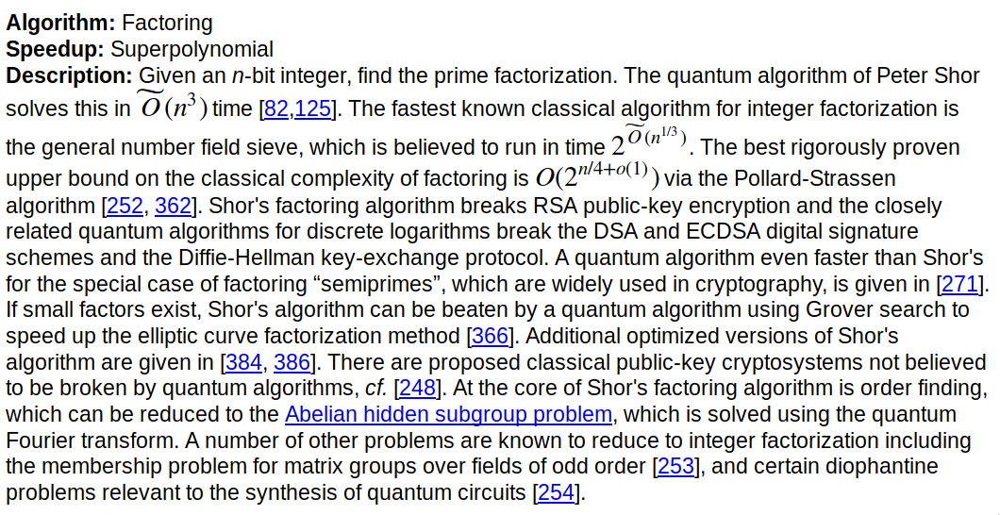 Algorithm: Factoring
Speedup: Superpolynomial
Description: Given an n-bit integer, find the prime factorization. The quantum algorithm of Peter Shor
solves this in Õ(n³) time [82,125]. The fastest known classical algorithm for integer factorization is
the general number field sieve, which is believed to run in time 2^Õ(n^1/3). The best rigorously proven
upper bound on the classical complexity of factoring is O(2^n/4+o(1)) via the Pollard-Strassen
algorithm [252, 362]. Shor's factoring algorithm breaks RSA public-key encryption and the closely
related quantum algorithms for discrete logarithms break the DSA and ECDSA digital signature
schemes and the Diffie-Hellman key-exchange protocol. A quantum algorithm even faster than Shor's
for the special case of factoring “semiprimes”, which are widely used in cryptography, is given in [271].
If small factors exist, Shor's algorithm can be beaten by a quantum algorithm using Grover search to
speed up the elliptic curve factorization method [366]. Additional optimized versions of Shor's
algorithm are given in [384, 386]. There are proposed classical public-key cryptosystems not believed
to be broken by quantum algorithms, cf. [248]. At the core of Shor's factoring algorithm is order finding,
which can be reduced to the Abelian hidden subgroup problem, which is solved using the quantum
Fourier transform. A number of other problems are known to reduce to integer factorization including
the membership problem for matrix groups over fields of odd order [253], and certain diophantine
problems relevant to the synthesis of quantum circuits [254].